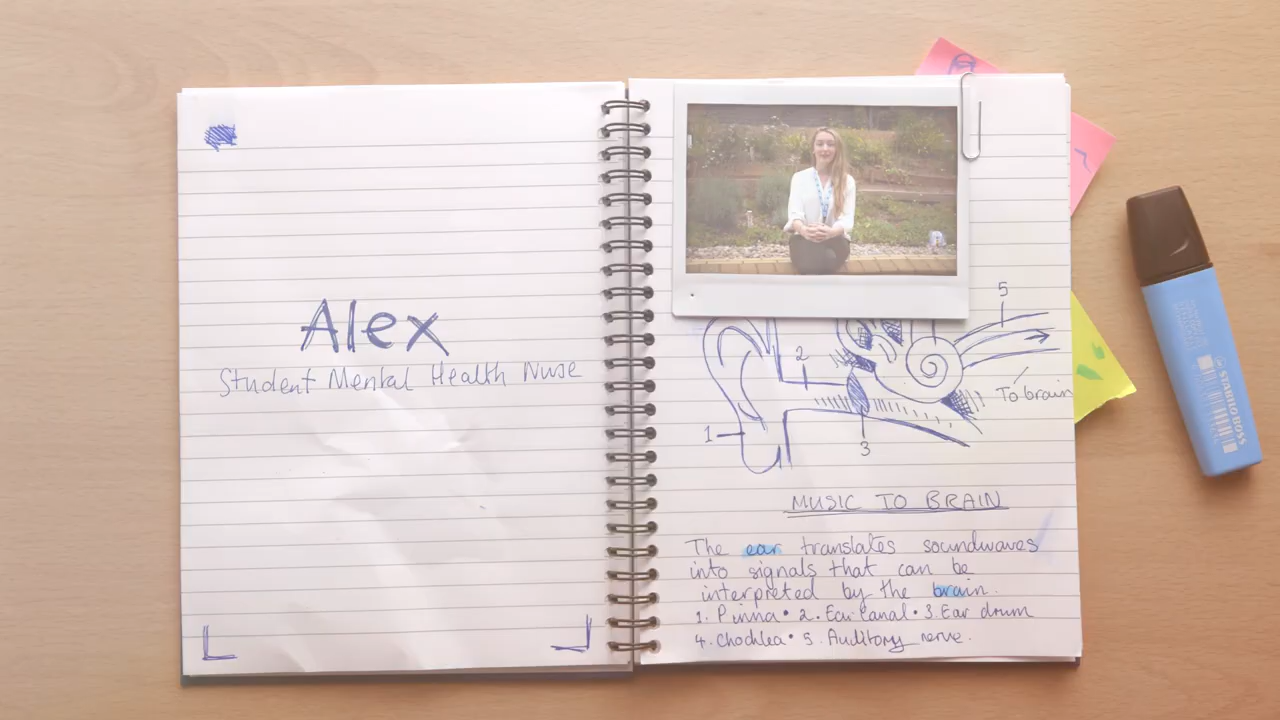 Alex
Student Mental Health Nurse
5
2
To brain
1
3
MUSIC TO BRAIN
The ear translates soundwaves
into signals that can be
interpreted by the brain.
1. Pinna • 2. Ear Canal • 3. Ear drum
4. Chochlea • 5. Auditory nerve.
STABILO BOSS